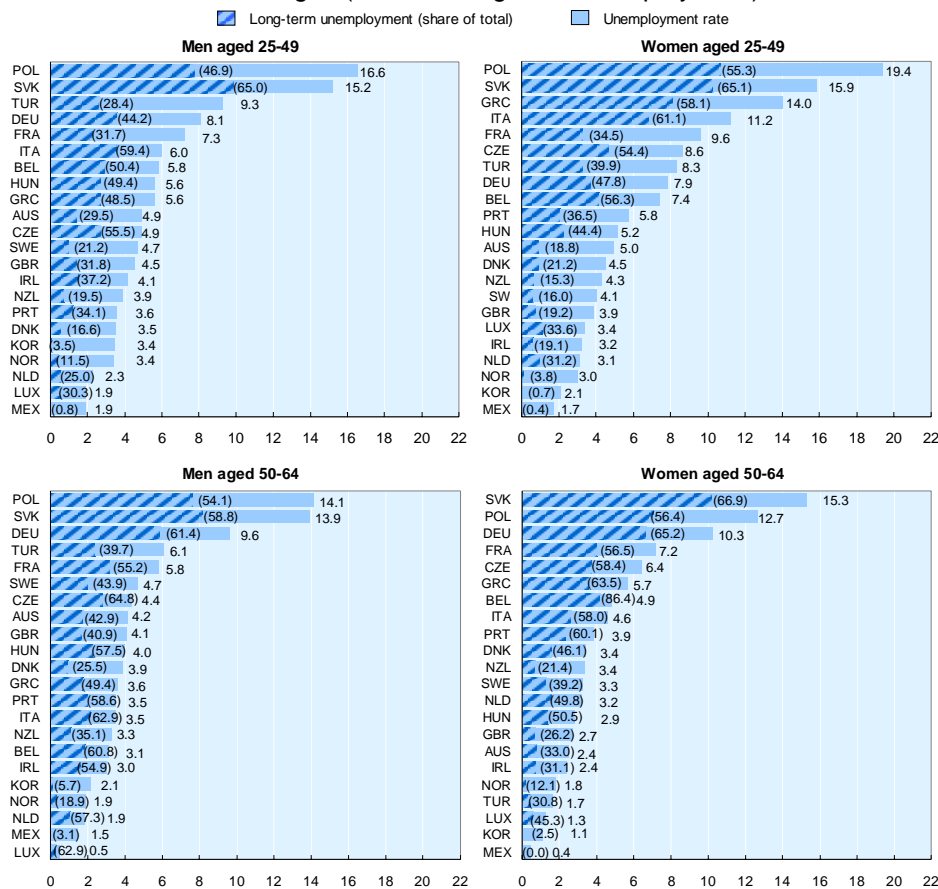 Long-term unemployment (share of total) Unemployment rate
Men aged 25-49
POL (46.9) 16.6
SVK (65.0) 15.2
TUR (28.4) 9.3
DEU (44.2) 8.1
FRA (31.7) 7.3
ITA (59.4) 6.0
BEL (50.4) 5.8
HUN (49.4) 5.6
GRC (48.5) 5.6
AUS (29.5) 4.9
CZE (55.5) 4.9
SWE (21.2) 4.7
GBR (31.8) 4.5
IRL (37.2) 4.1
NZL (19.5) 3.9
PRT (34.1) 3.6
DNK (16.6) 3.5
KOR (3.5) 3.4
NOR (11.5) 3.4
NLD (25.0) 2.3
LUX (30.3) 1.9
MEX (0.8) 1.9
0 2 4 6 8 10 12 14 16 18 20 22
Women aged 25-49
POL (55.3) 19.4
SVK (65.1) 15.9
GRC (58.1) 14.0
ITA (61.1) 11.2
FRA (34.5) 9.6
CZE (54.4) 8.6
TUR (39.9) 8.3
DEU (47.8) 7.9
BEL (56.3) 7.4
PRT (36.5) 5.8
HUN (44.4) 5.2
AUS (18.8) 5.0
DNK (21.2) 4.5
NZL (15.3) 4.3
SW (16.0) 4.1
GBR (19.2) 3.9
LUX (33.6) 3.4
IRL (19.1) 3.2
NLD (31.2) 3.1
NOR (3.8) 3.0
KOR (0.7) 2.1
MEX (0.4) 1.7
0 2 4 6 8 10 12 14 16 18 20 22
Men aged 50-64
POL (54.1) 14.1
SVK (58.8) 13.9
DEU (61.4) 9.6
TUR (39.7) 6.1
FRA (55.2) 5.8
SWE (43.9) 4.7
CZE (64.8) 4.4
AUS (42.9) 4.2
GBR (40.9) 4.1
HUN (57.5) 4.0
DNK (25.5) 3.9
GRC (49.4) 3.6
PRT (58.6) 3.5
ITA (62.9) 3.5
NZL (35.1) 3.3
BEL (60.8) 3.1
IRL (54.9) 3.0
KOR (5.7) 2.1
NOR (18.9) 1.9
NLD (57.3) 1.9
MEX (3.1) 1.5
LUX (62.9) 0.5
0 2 4 6 8 10 12 14 16 18 20 22
Women aged 50-64
SVK (66.9) 15.3
POL (56.4) 12.7
DEU (65.2) 10.3
FRA (56.5) 7.2
CZE (58.4) 6.4
GRC (63.5) 5.7
BEL (86.4) 4.9
ITA (58.0) 4.6
PRT (60.1) 3.9
DNK (46.1) 3.4
NZL (21.4) 3.4
SWE (39.2) 3.3
NLD (49.8) 3.2
HUN (50.5) 2.9
GBR (26.2) 2.7
AUS (33.0) 2.4
IRL (31.1) 2.4
NOR (12.1) 1.8
TUR (30.8) 1.7
LUX (45.3) 1.3
KOR (2.5) 1.1
MEX (0.0) 0.4
0 2 4 6 8 10 12 14 16 18 20 22